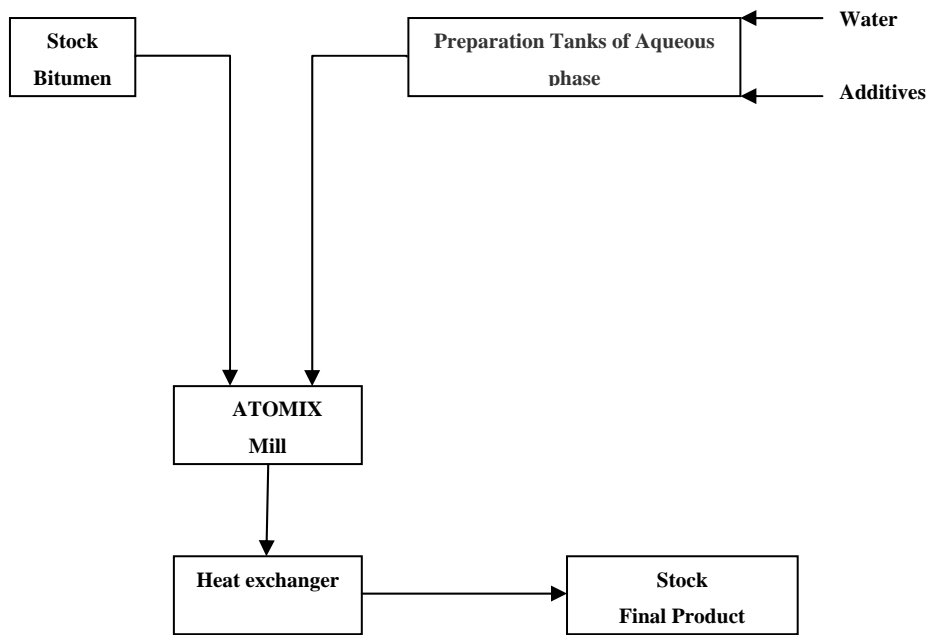 Stock
Bitumen
Preparation Tanks of Aqueous
phase
Water
Additives
ATOMIX
Mill
Heat exchanger
Stock
Final Product